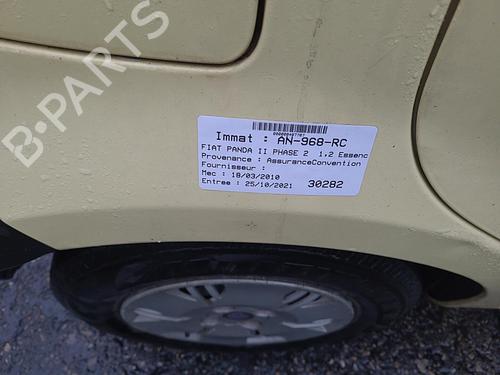 Immat : AN-968-RC
FIAT PANDA II PHASE 2 1,2 Essenc
Provenance : AssuranceConvention
Fournisseur :
Mec : 18/03/2010
Entree : 25/10/2021 30282
B-PARTS